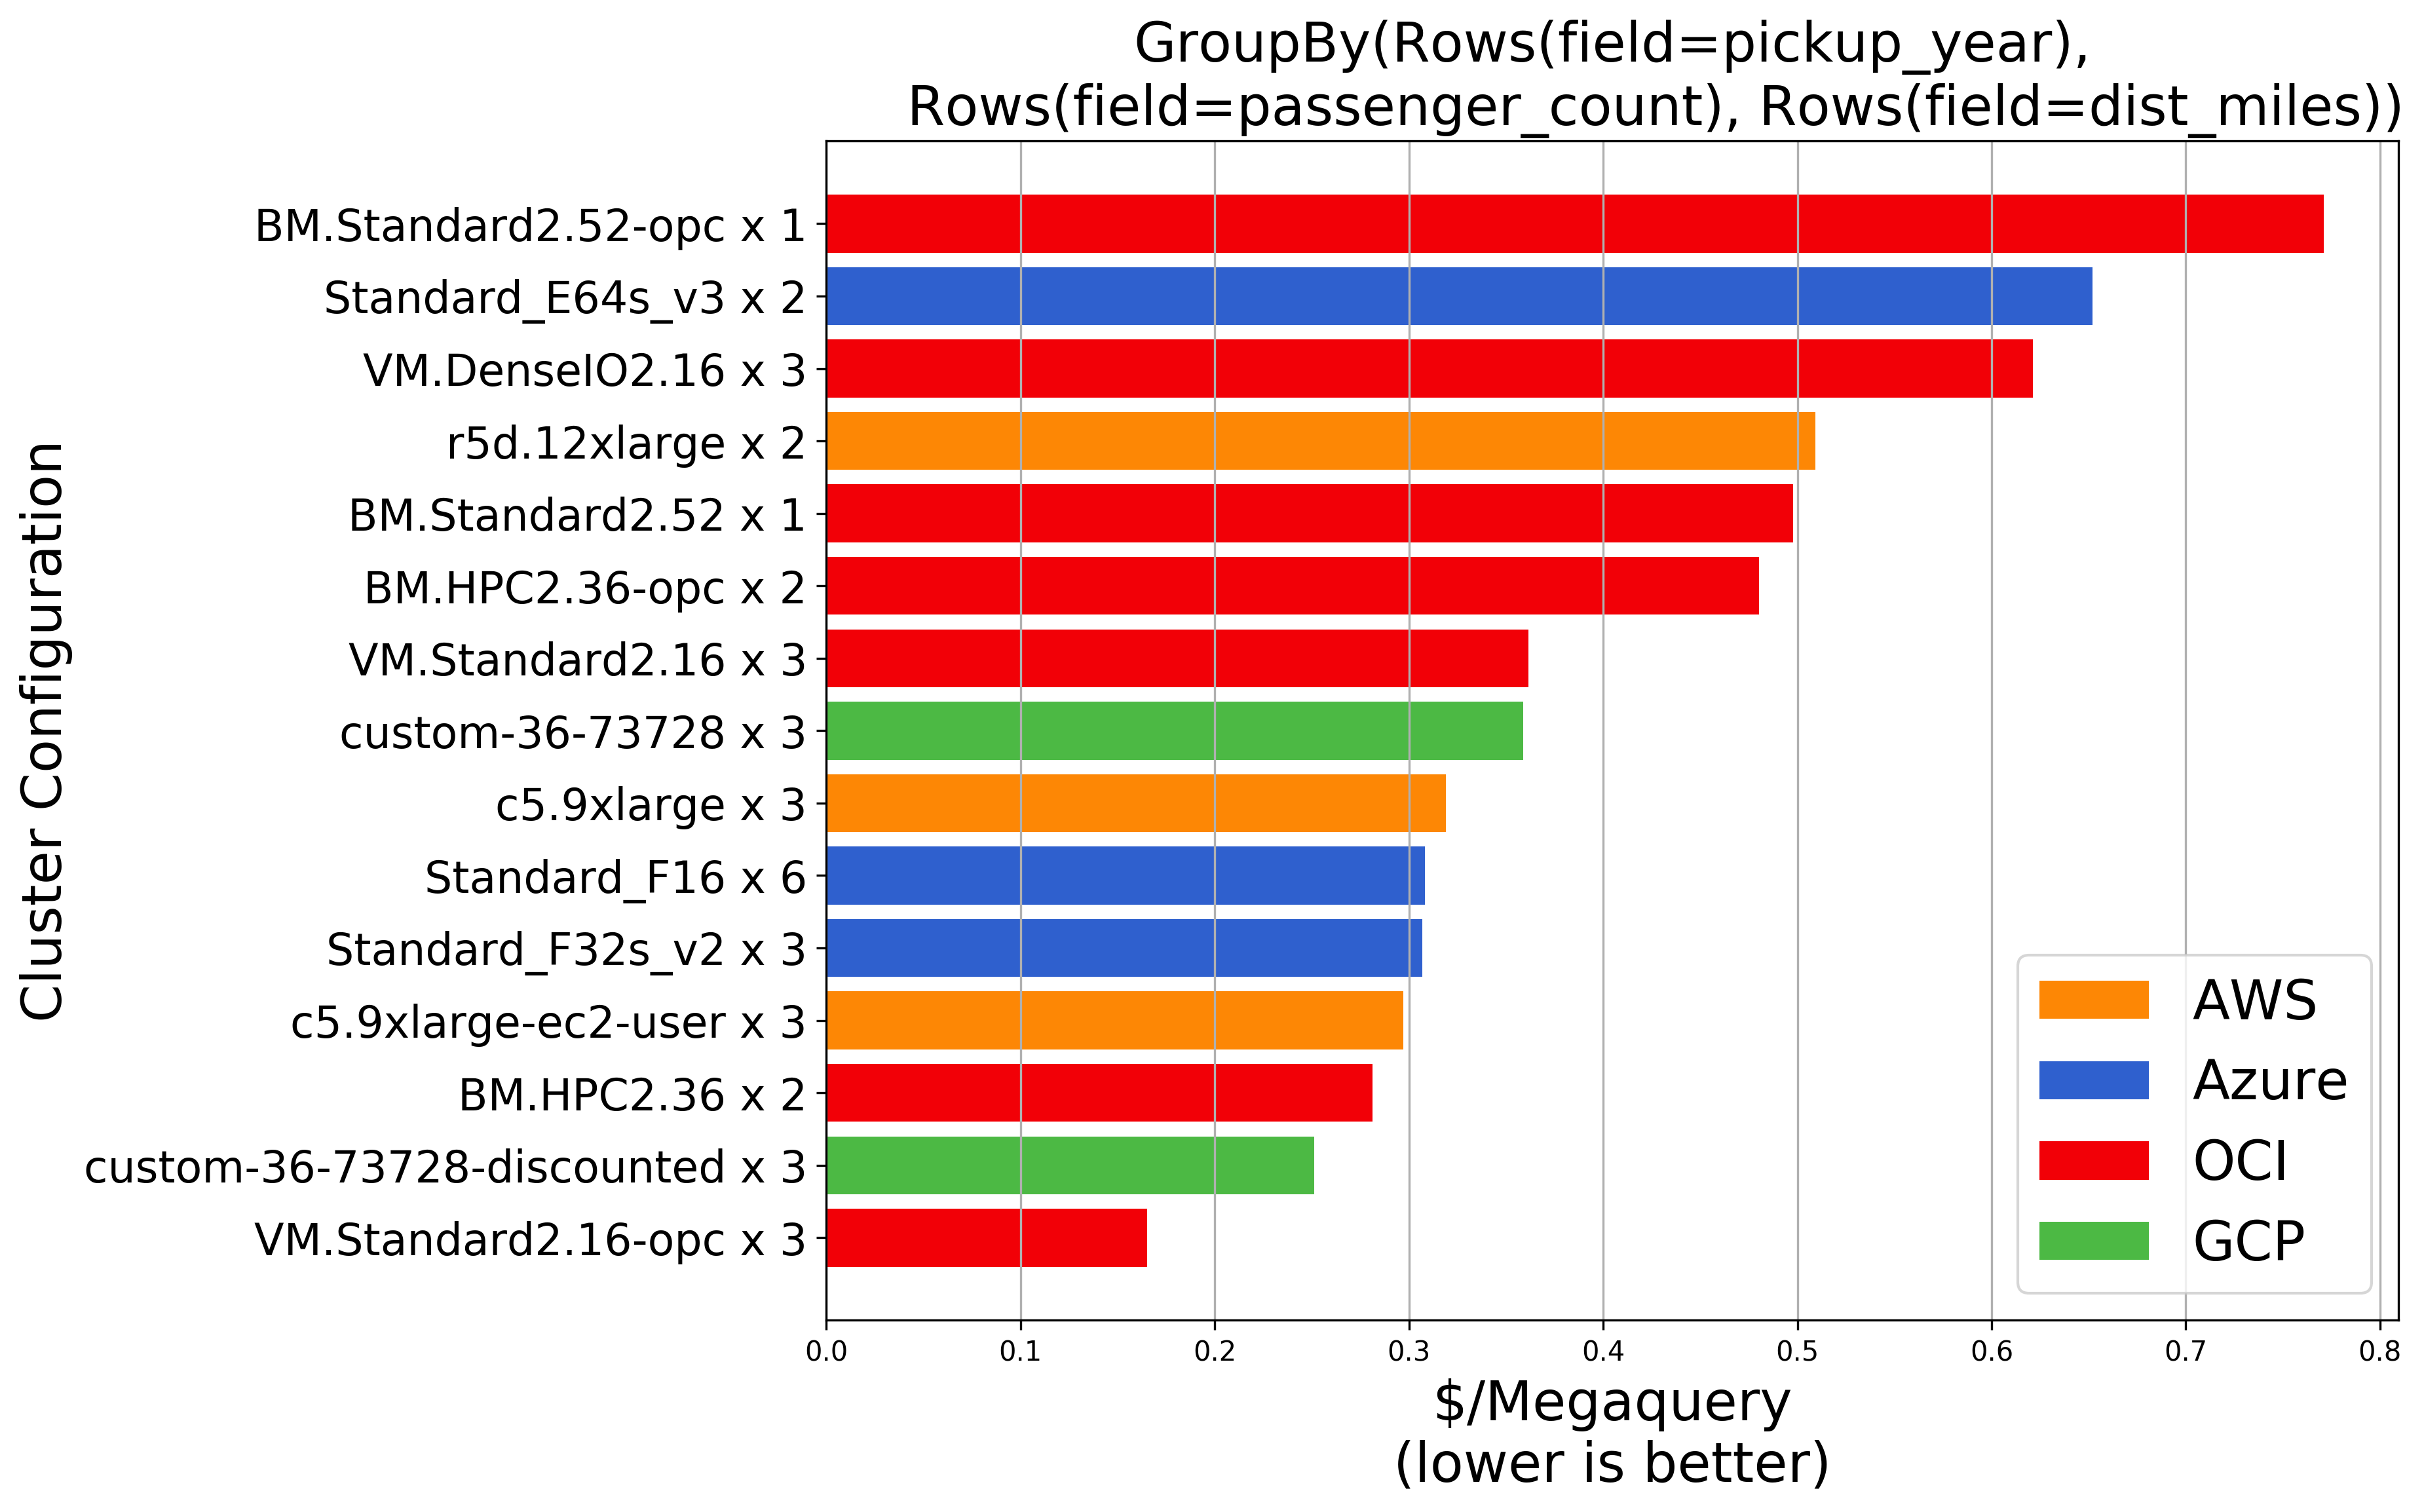 GroupBy(Rows(field=pickup_year),
Rows(field=passenger_count), Rows(field=dist_miles))
Cluster Configuration
BM.Standard2.52-opc x 1
Standard_E64s_v3 x 2
VM.DenseIO2.16 x 3
r5d.12xlarge x 2
BM.Standard2.52 x 1
BM.HPC2.36-opc x 2
VM.Standard2.16 x 3
custom-36-73728 x 3
c5.9xlarge x 3
Standard_F16 x 6
Standard_F32s_v2 x 3
c5.9xlarge-ec2-user x 3
BM.HPC2.36 x 2
custom-36-73728-discounted x 3
VM.Standard2.16-opc x 3
AWS
Azure
OCI
GCP
0.0 0.1 0.2 0.3 0.4 0.5 0.6 0.7 0.8
$/Megaquery
(lower is better)